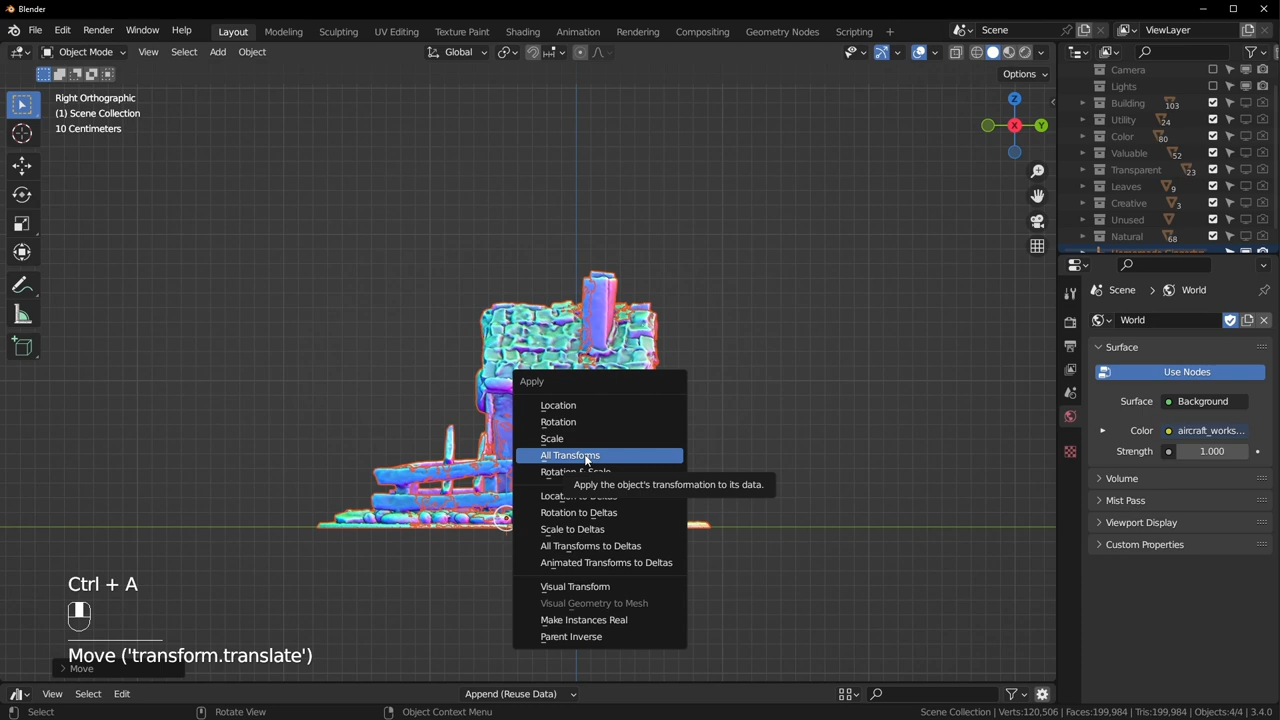 Blender
File Edit Render Window Help Layout Modeling Sculpting UV Editing Texture Paint Shading Animation Rendering Compositing Geometry Nodes Scripting + Scene ViewLayer
Object Mode View Select Add Object Global
Options
Right Orthographic
(1) Scene Collection
10 Centimeters
Z
X
Y
Camera
Lights
Building 103
Utility 24
Color 80
Valuable 52
Transparent 23
Leaves 9
Creative 3
Unused
Natural 68
Scene > World
World
Surface
Use Nodes
Surface Background
Color aircraft_works...
Strength 1.000
Volume
Mist Pass
Viewport Display
Custom Properties
Apply
Location
Rotation
Scale
All Transforms
Rotation & Scale
Apply the object's transformation to its data.
Location to Deltas
Rotation to Deltas
Scale to Deltas
All Transforms to Deltas
Animated Transforms to Deltas
Visual Transform
Visual Geometry to Mesh
Make Instances Real
Parent Inverse
Ctrl + A
Move ('transform.translate')
Move
View Select Edit Append (Reuse Data)
Select Rotate View Object Context Menu Scene Collection | Verts:120,506 | Faces:199,984 | Tris:199,984 | Objects:4/4 | 3.4.0